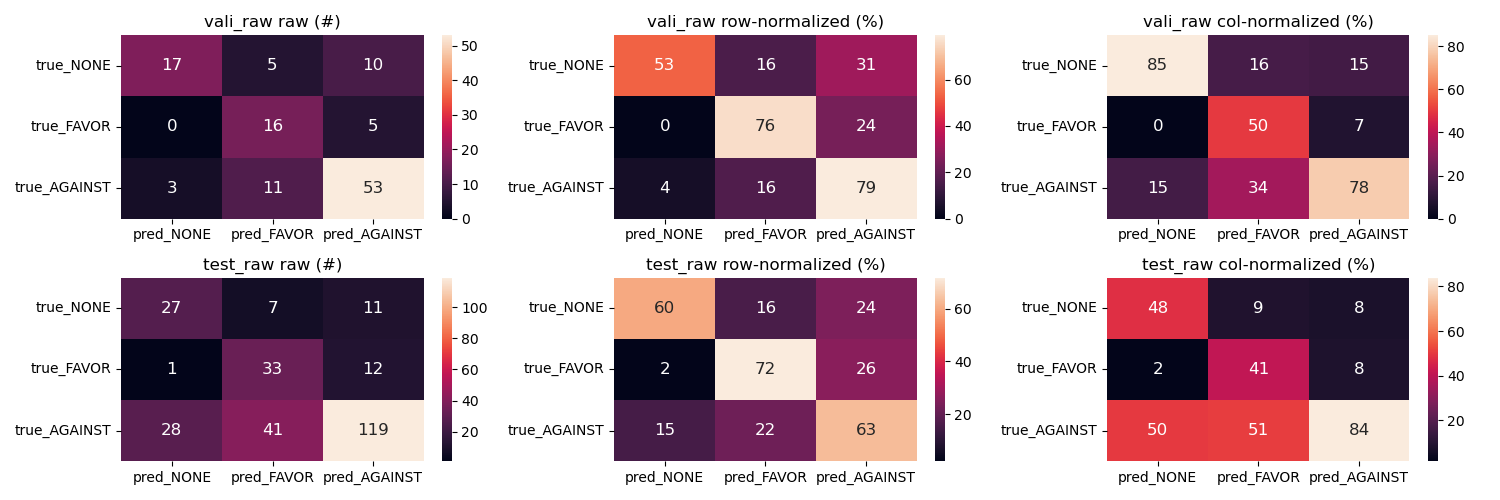 vali_raw raw (#)
true_NONE 17 5 10
true_FAVOR 0 16 5
true_AGAINST 3 11 53
pred_NONE pred_FAVOR pred_AGAINST
50
40
30
20
10
0
vali_raw row-normalized (%)
true_NONE 53 16 31
true_FAVOR 0 76 24
true_AGAINST 4 16 79
pred_NONE pred_FAVOR pred_AGAINST
60
40
20
0
vali_raw col-normalized (%)
true_NONE 85 16 15
true_FAVOR 0 50 7
true_AGAINST 15 34 78
pred_NONE pred_FAVOR pred_AGAINST
80
60
40
20
0
test_raw raw (#)
true_NONE 27 7 11
true_FAVOR 1 33 12
true_AGAINST 28 41 119
pred_NONE pred_FAVOR pred_AGAINST
100
80
60
40
20
test_raw row-normalized (%)
true_NONE 60 16 24
true_FAVOR 2 72 26
true_AGAINST 15 22 63
pred_NONE pred_FAVOR pred_AGAINST
60
40
20
test_raw col-normalized (%)
true_NONE 48 9 8
true_FAVOR 2 41 8
true_AGAINST 50 51 84
pred_NONE pred_FAVOR pred_AGAINST
80
60
40
20